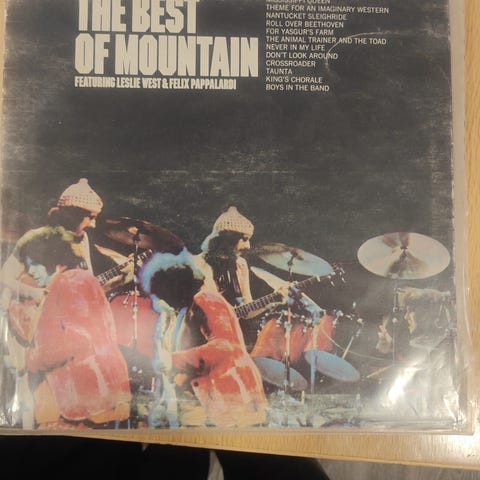 THE BEST
OF MOUNTAIN
FEATURING LESLIE WEST & FELIX PAPPALARDI
MISSISSIPPI QUEEN
THEME FOR AN IMAGINARY WESTERN
NANTUCKET SLEIGHRIDE
ROLL OVER BEETHOVEN
FOR YASGUR'S FARM
THE ANIMAL TRAINER AND THE TOAD
NEVER IN MY LIFE
DON'T LOOK AROUND
CROSSROADER
TAUNTA
KING'S CHORALE
BOYS IN THE BAND